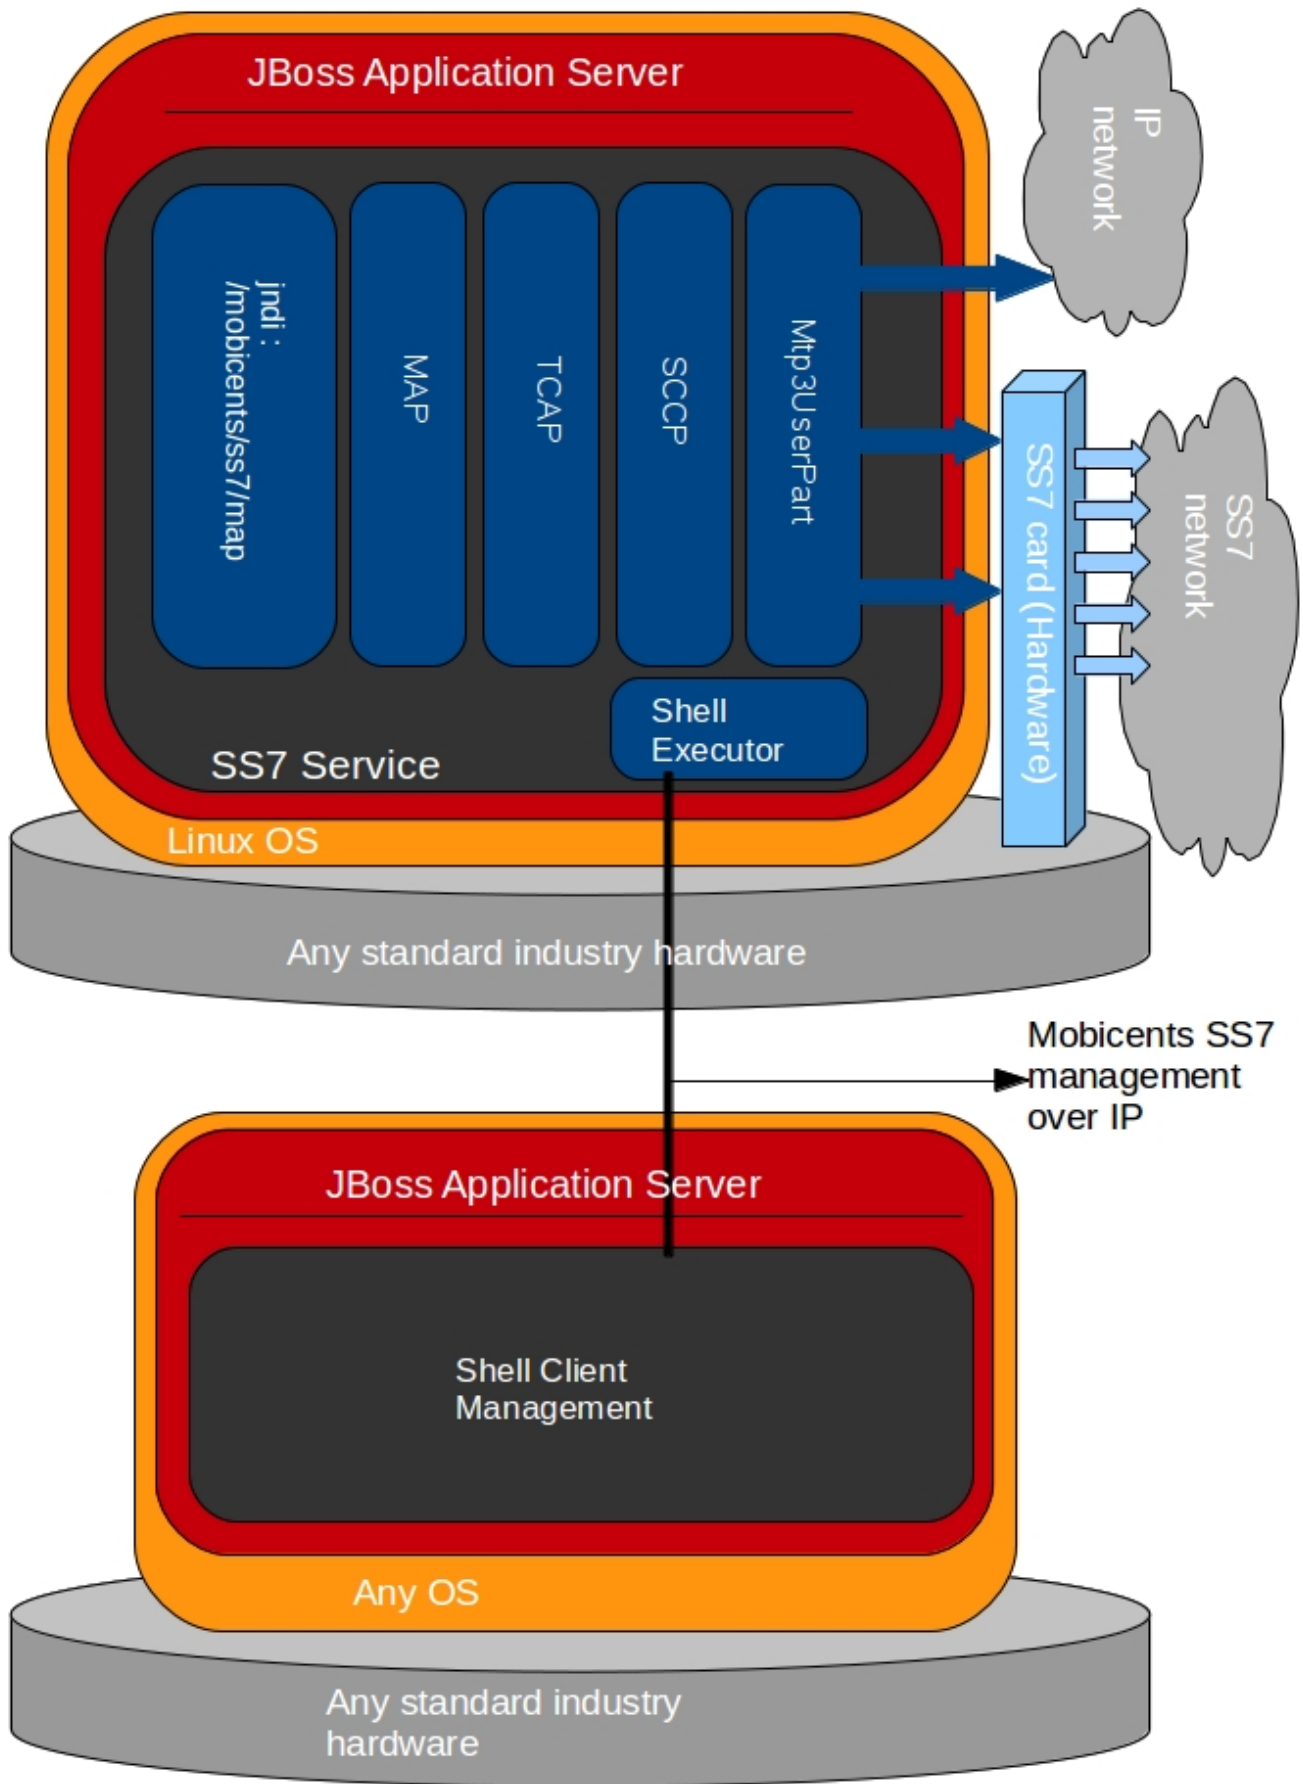 JBoss Application Server
IP
network
jndi :
/mobicents/ss7/map
MAP
TCAP
SCCP
Mtp3UserPart
SS7 card (Hardware)
SS7
network
Shell
Executor
SS7 Service
Linux OS
Any standard industry hardware
Mobicents SS7
management
over IP
JBoss Application Server
Shell Client
Management
Any OS
Any standard industry
hardware